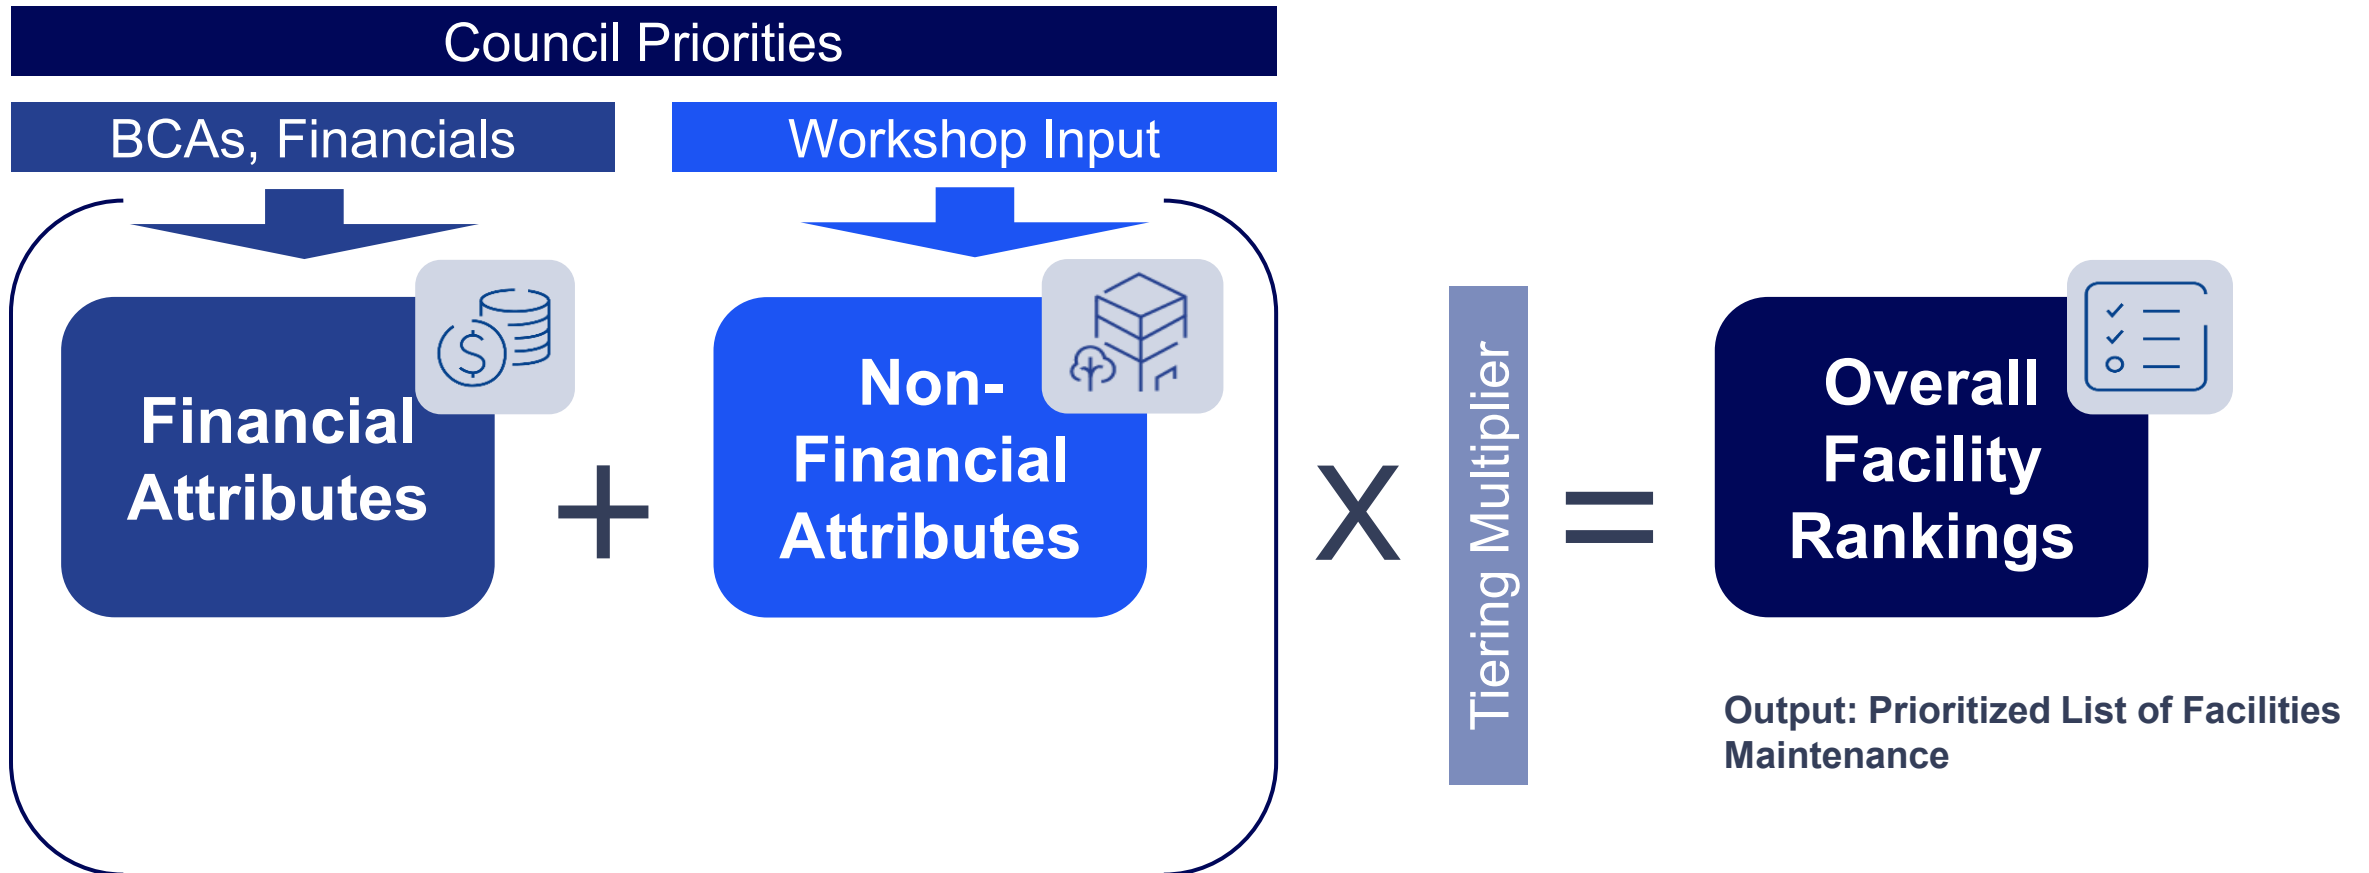 Council Priorities
BCAs, Financials
Workshop Input
Financial
Attributes
+
Non-
Financial
Attributes
x
Tiering Multiplier
=
Overall
Facility
Rankings
Output: Prioritized List of Facilities
Maintenance